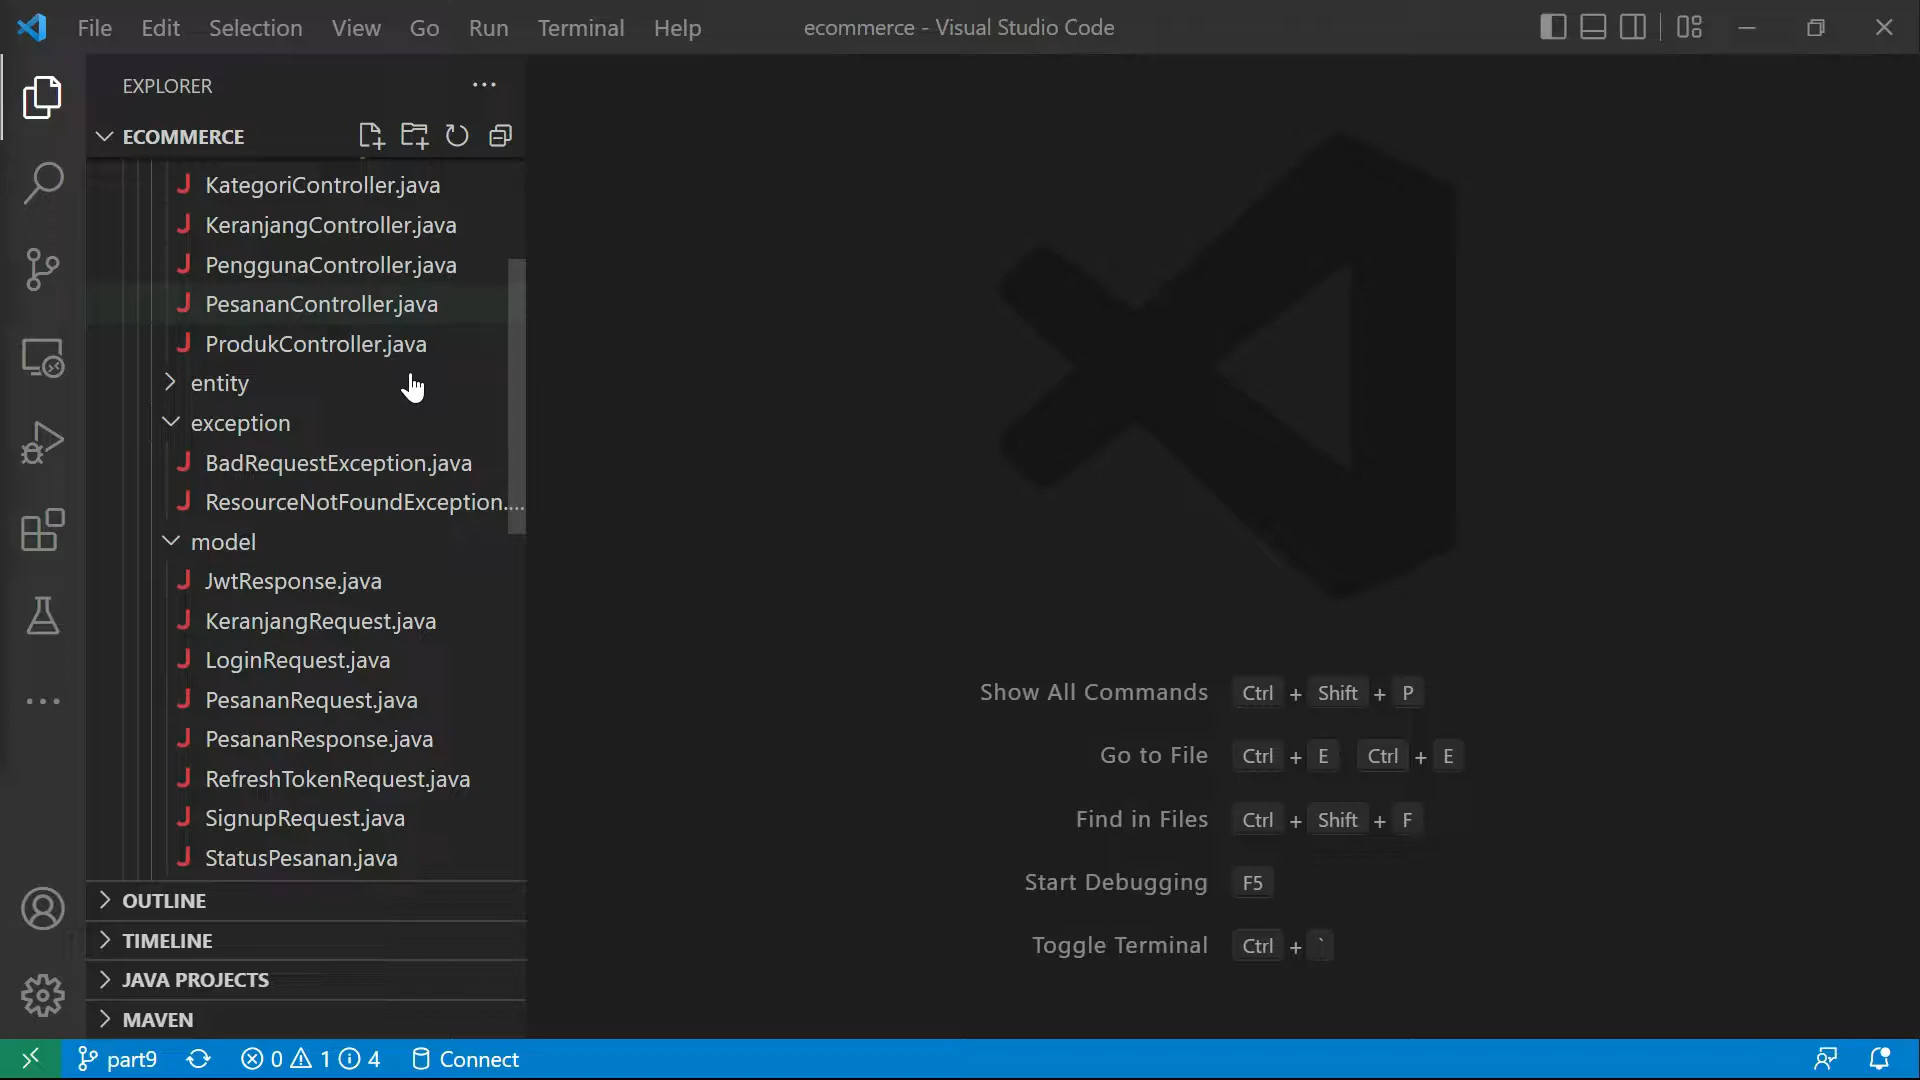 File Edit Selection View Go Run Terminal Help
ecommerce - Visual Studio Code
EXPLORER
ECOMMERCE
KategoriController.java
KeranjangController.java
PenggunaController.java
PesananController.java
ProdukController.java
entity
exception
BadRequestException.java
ResourceNotFoundException....
model
JwtResponse.java
KeranjangRequest.java
LoginRequest.java
PesananRequest.java
PesananResponse.java
RefreshTokenRequest.java
SignupRequest.java
StatusPesanan.java
OUTLINE
TIMELINE
JAVA PROJECTS
MAVEN
Show All Commands Ctrl + Shift + P
Go to File Ctrl + E Ctrl + E
Find in Files Ctrl + Shift + F
Start Debugging F5
Toggle Terminal Ctrl + `
part9 0 1 4 Connect